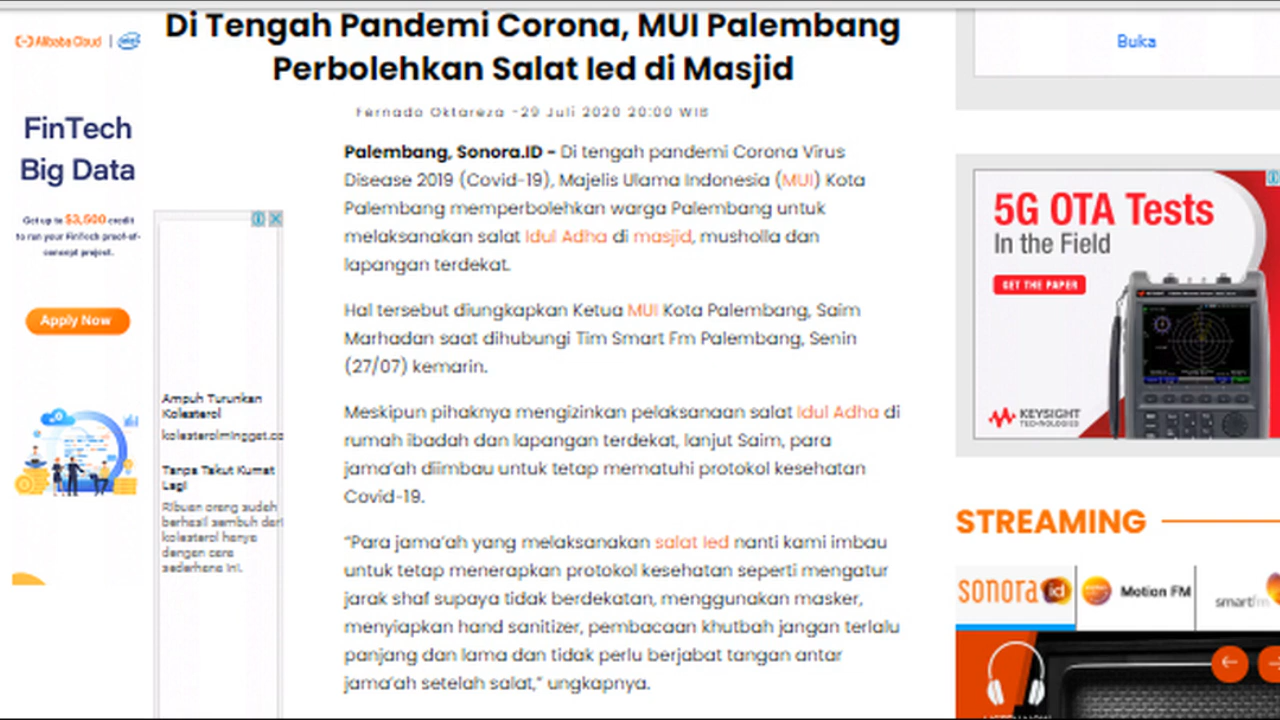 Di Tengah Pandemi Corona, MUI Palembang
Perbolehkan Salat Ied di Masjid
Fernado Oktareza -29 Juli 2020 20:00 WIB
Palembang, Sonora.ID - Di tengah pandemi Corona Virus
Disease 2019 (Covid-19), Majelis Ulama Indonesia (MUI) Kota
Palembang memperbolehkan warga Palembang untuk
melaksanakan salat Idul Adha di masjid, musholla dan
lapangan terdekat.
Hal tersebut diungkapkan Ketua MUI Kota Palembang, Saim
Marhadan saat dihubungi Tim Smart Fm Palembang, Senin
(27/07) kemarin.
Meskipun pihaknya mengizinkan pelaksanaan salat Idul Adha di
rumah ibadah dan lapangan terdekat, lanjut Saim, para
jama'ah diimbau untuk tetap mematuhi protokol kesehatan
Covid-19.
"Para jama'ah yang melaksanakan salat Ied nanti kami imbau
untuk tetap menerapkan protokol kesehatan seperti mengatur
jarak shaf supaya tidak berdekatan, menggunakan masker,
menyiapkan hand sanitizer, pembacaan khutbah jangan terlalu
panjang dan lama dan tidak perlu berjabat tangan antar
jama'ah setelah salat," ungkapnya.
Alibaba Cloud | intel
FinTech
Big Data
Get up to $3,500 credit
to run your FinTech proof-of-
concept project.
Apply Now
Ampuh Turunkan
Kolesterol
kolesterolminggat.co
Tanpa Takut Kumat
Lagi
Ribuan orang sudah
berhasil sembuh dari
kolesterol hanya
dengan cara
sederhana ini.
Buka
5G OTA Tests
In the Field
GET THE PAPER
KEYSIGHT
TECHNOLOGIES
STREAMING
sonora id
Motion FM
smartfm